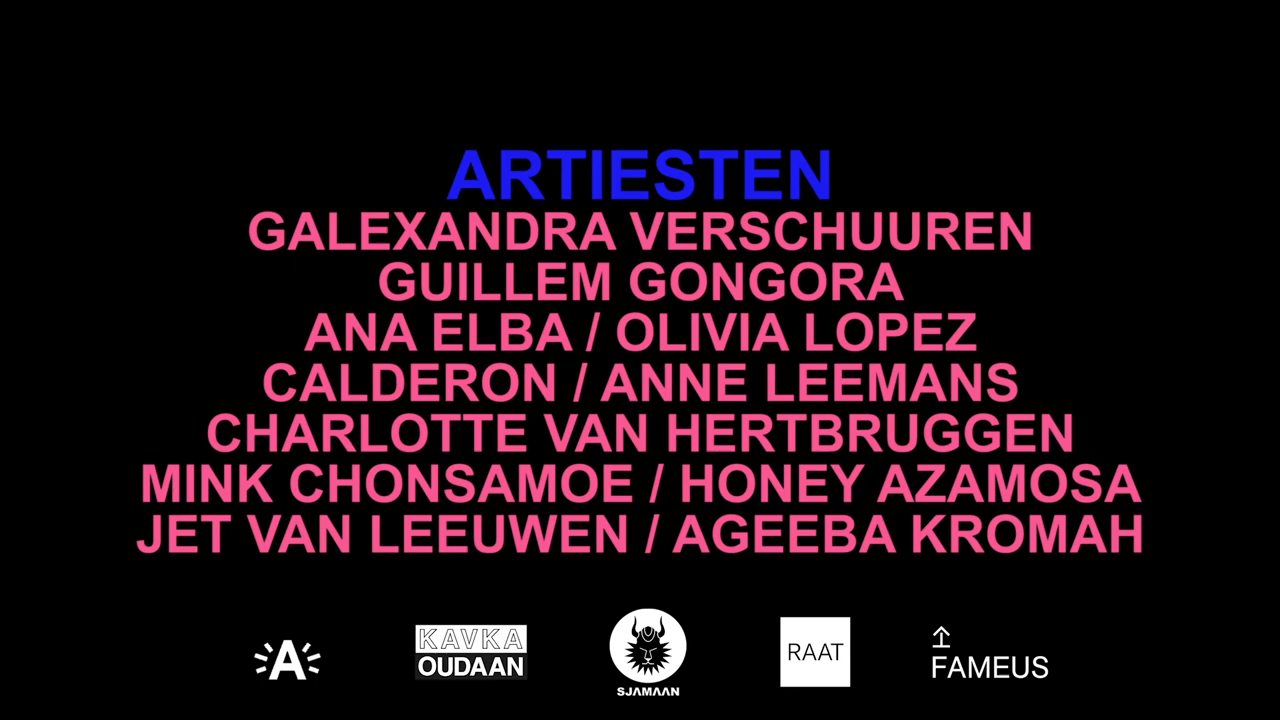 ARTIESTEN
GALEXANDRA VERSCHUUREN
GUILLEM GONGORA
ANA ELBA / OLIVIA LOPEZ
CALDERON / ANNE LEEMANS
CHARLOTTE VAN HERTBRUGGEN
MINK CHONSAMOE / HONEY AZAMOSA
JET VAN LEEUWEN / AGEEBA KROMAH
A
KAVKA
OUDAAN
SJAMAAN
RAAT
FAMEUS